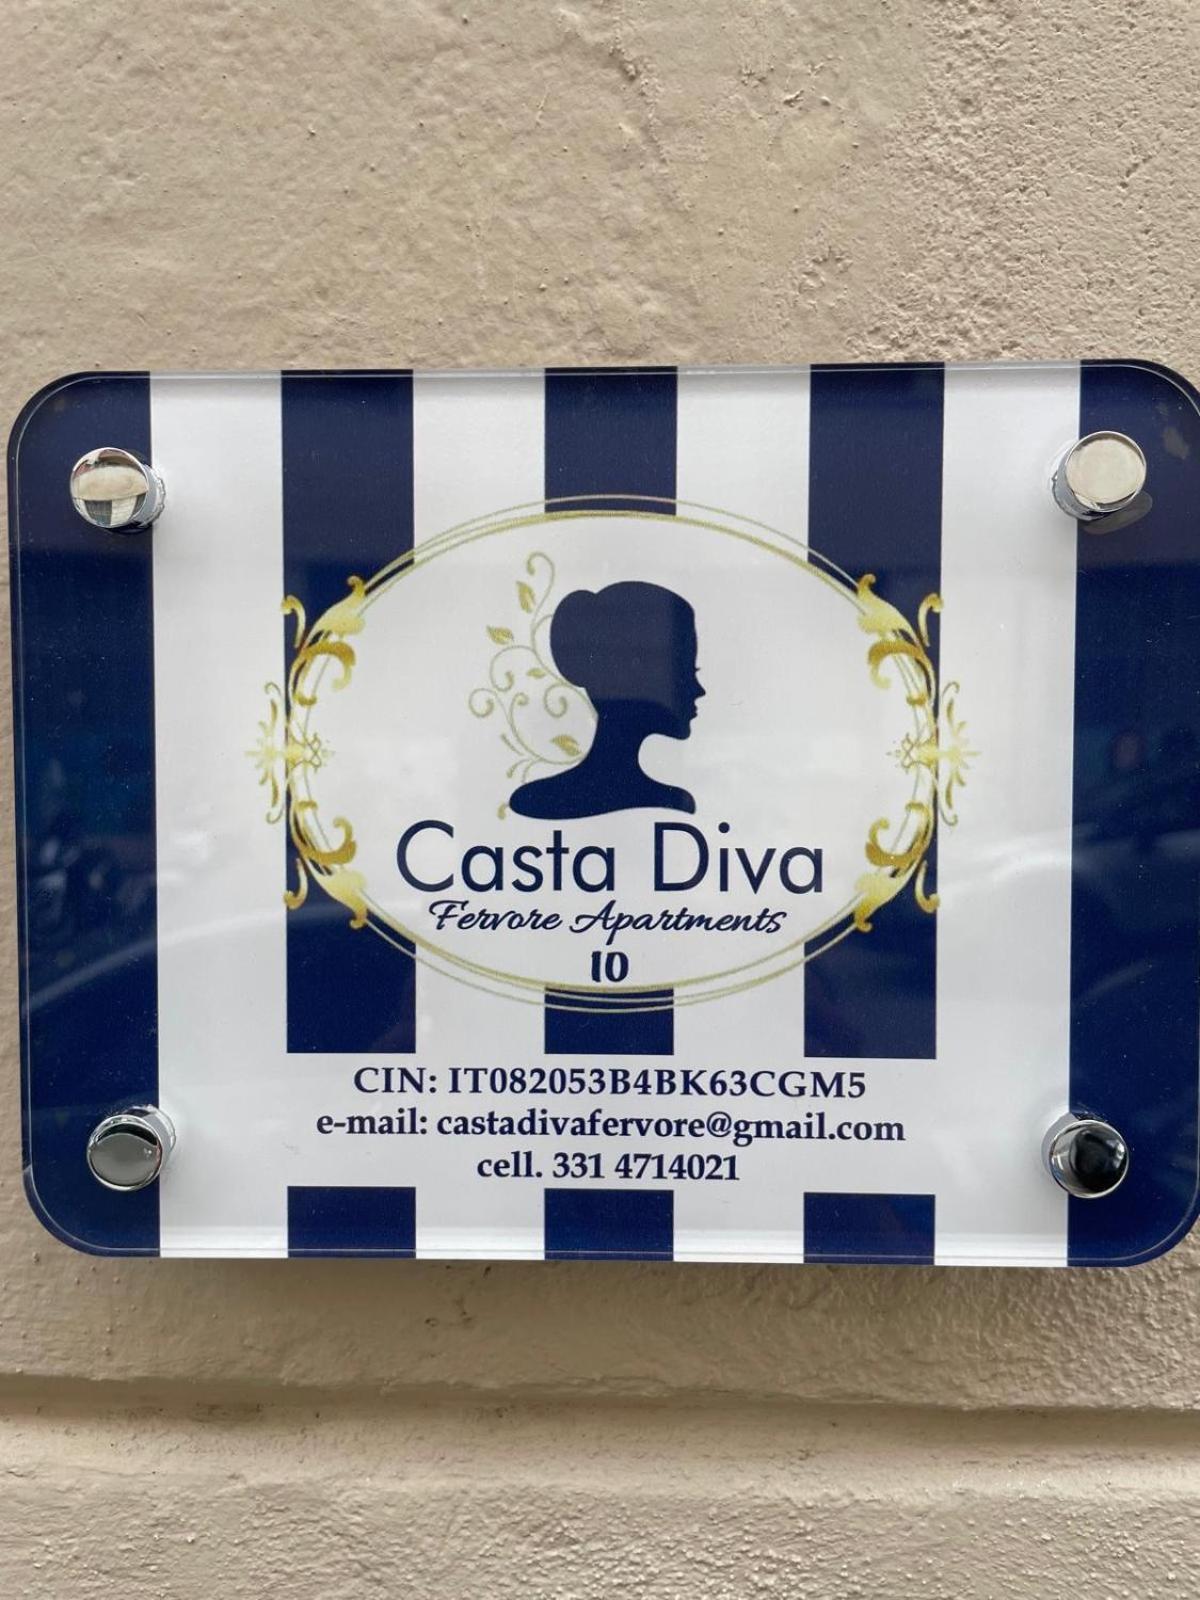 Casta Diva
Fervore Apartments
10
CIN: IT082053B4BK63CGM5
e-mail: castadivafervore@gmail.com
cell. 331 4714021